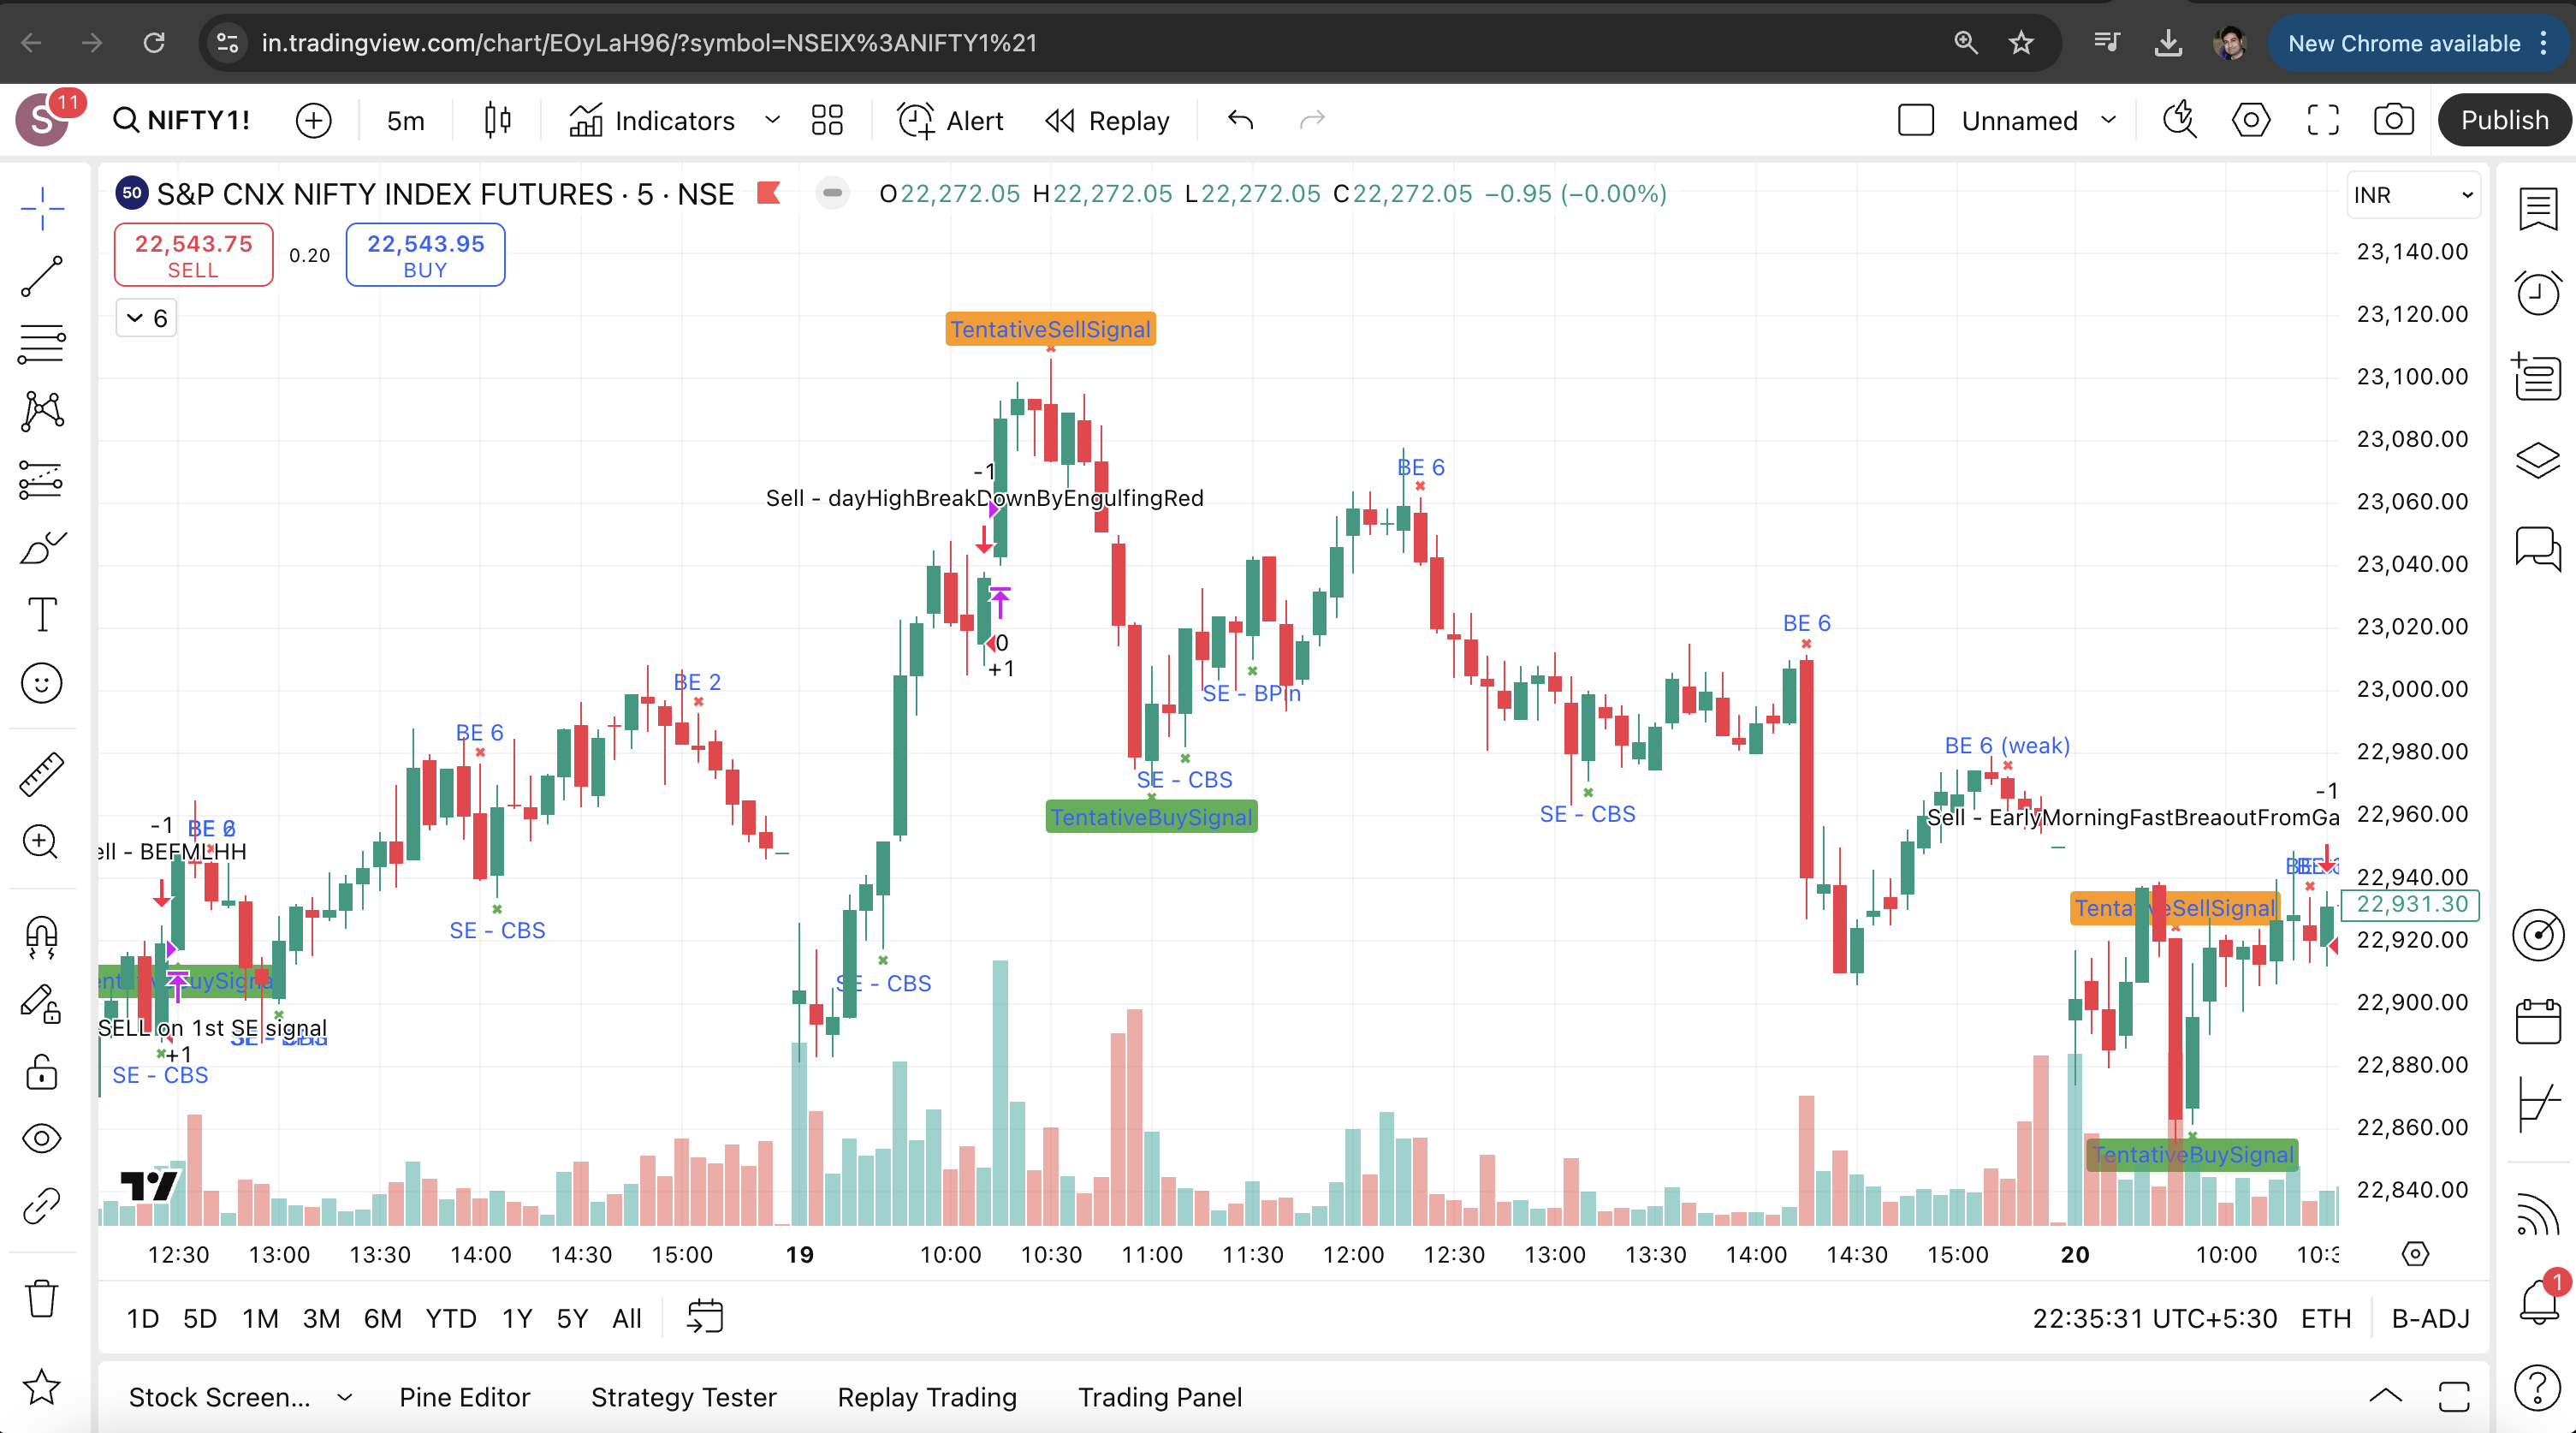 in.tradingview.com/chart/EOyLaH96/?symbol=NSEIX%3ANIFTY1%21
New Chrome available
S 11 NIFTY1! 5m Indicators Alert Replay Unnamed Publish
50 S&P CNX NIFTY INDEX FUTURES · 5 · NSE O22,272.05 H22,272.05 L22,272.05 C22,272.05 −0.95 (−0.00%)
INR
22,543.75 SELL
0.20
22,543.95 BUY
6
23,140.00
23,120.00
23,100.00
23,080.00
23,060.00
23,040.00
23,020.00
23,000.00
22,980.00
22,960.00
22,940.00
22,931.30
22,920.00
22,900.00
22,880.00
22,860.00
22,840.00
TentativeSellSignal
-1
Sell - dayHighBreakDownByEngulfingRed
BE 6
0
+1
BE 6
BE 2
SE - BPin
BE 6
BE 6 (weak)
SE - CBS
TentativeBuySignal
SE - CBS
-1
Sell - EarlyMorningFastBreaoutFromGa
-1
ell - BEFMLHH
SE - CBS
TentativeSellSignal
SE - CBS
entativeBuySignal
SELL on 1st SE signal
+1
SE - CBS
TentativeBuySignal
12:30 13:00 13:30 14:00 14:30 15:00 19 10:00 10:30 11:00 11:30 12:00 12:30 13:00 13:30 14:00 14:30 15:00 20 10:00 10:3
1D 5D 1M 3M 6M YTD 1Y 5Y All
22:35:31 UTC+5:30 ETH B-ADJ
1
Stock Screen... Pine Editor Strategy Tester Replay Trading Trading Panel